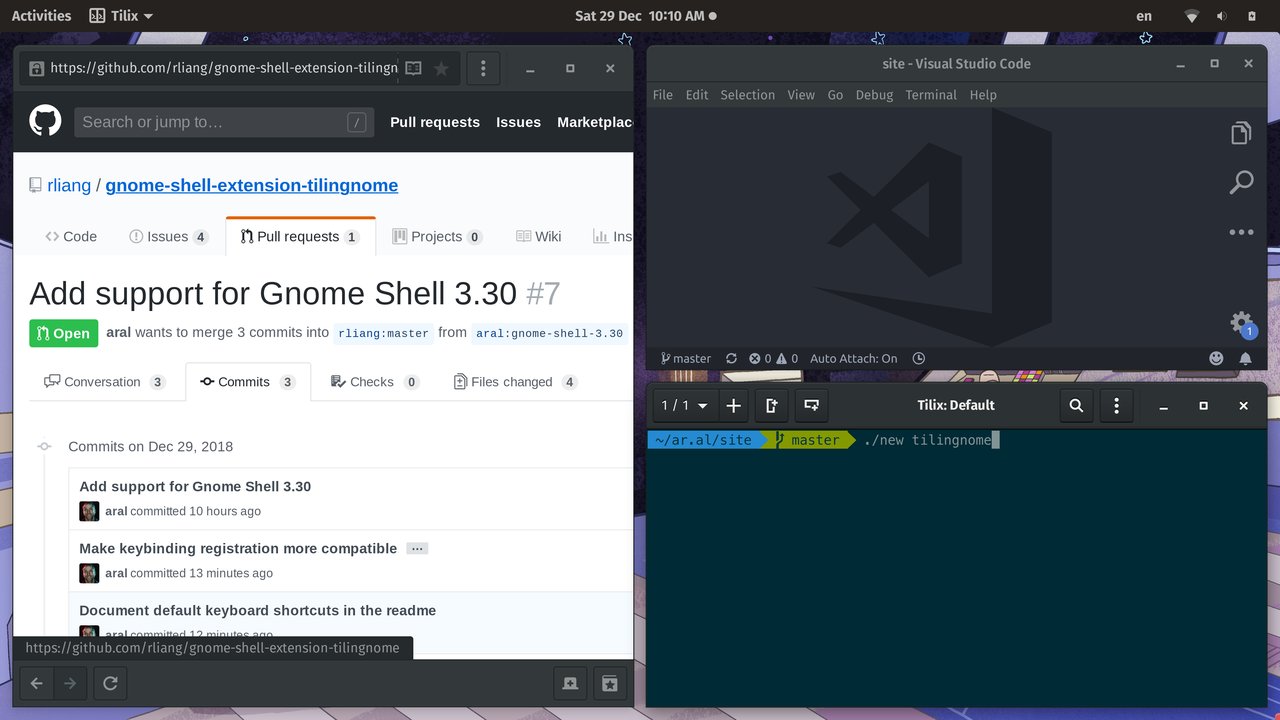 Activities Tilix Sat 29 Dec 10:10 AM en
https://github.com/rliang/gnome-shell-extension-tilingn
Search or jump to… / Pull requests Issues Marketplac
rliang / gnome-shell-extension-tilingnome
Code Issues 4 Pull requests 1 Projects 0 Wiki Ins
Add support for Gnome Shell 3.30 #7
Open aral wants to merge 3 commits into rliang:master from aral:gnome-shell-3.30
Conversation 3 Commits 3 Checks 0 Files changed 4
Commits on Dec 29, 2018
Add support for Gnome Shell 3.30
aral committed 10 hours ago
Make keybinding registration more compatible …
aral committed 13 minutes ago
Document default keyboard shortcuts in the readme
aral committed 12 minutes ago
https://github.com/rliang/gnome-shell-extension-tilingnome
site - Visual Studio Code
File Edit Selection View Go Debug Terminal Help
1
master 0 0 Auto Attach: On
1 / 1 Tilix: Default
~/ar.al/site master ./new tilingnome